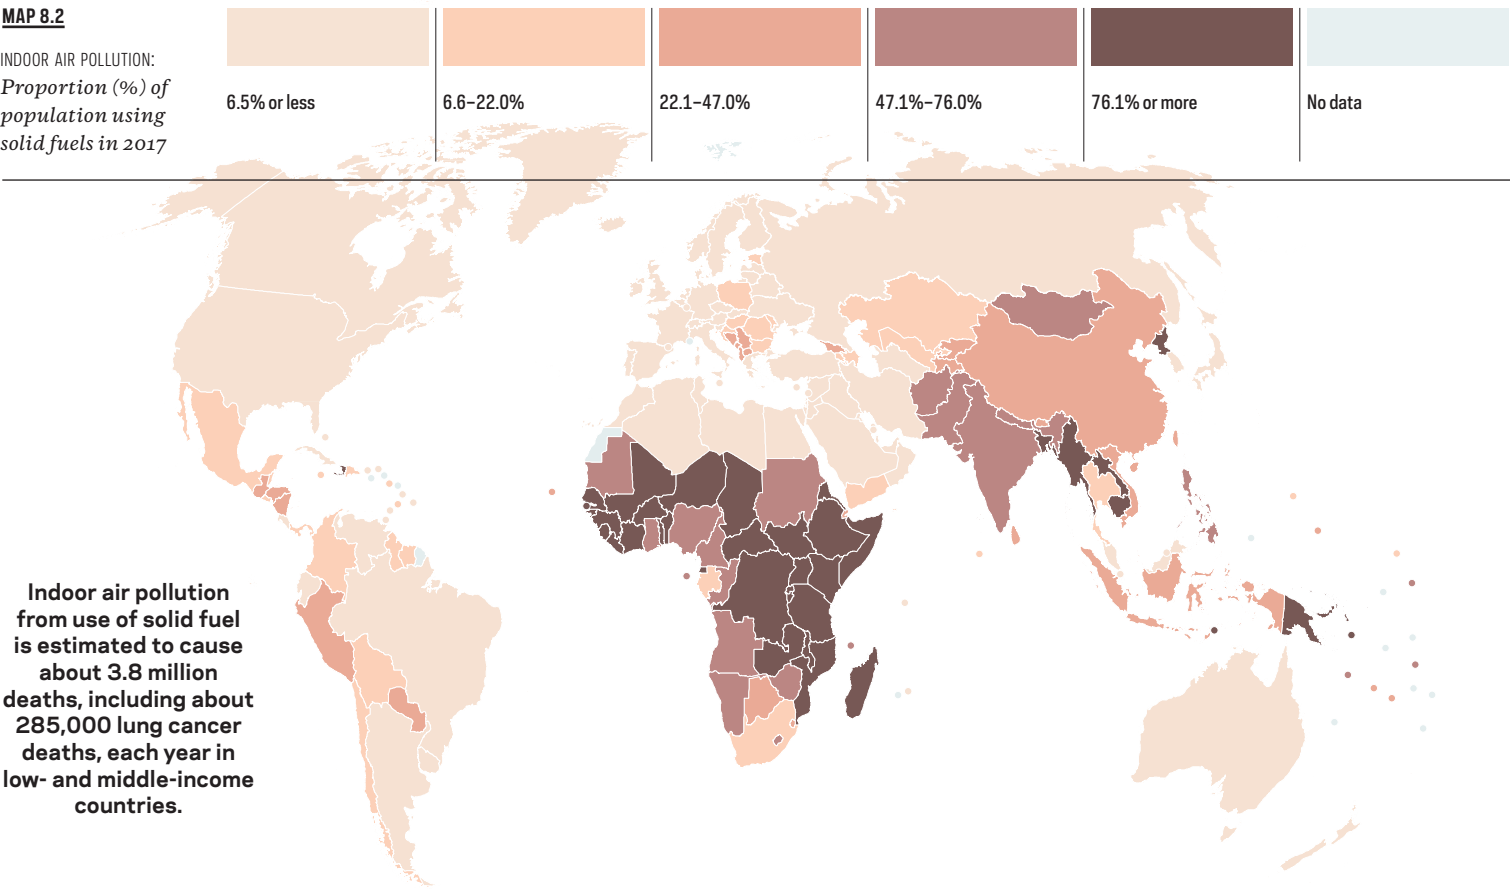 MAP 8.2
INDOOR AIR POLLUTION:
Proportion (%) of
population using
solid fuels in 2017
6.5% or less
6.6–22.0%
22.1–47.0%
47.1%–76.0%
76.1% or more
No data
Indoor air pollution
from use of solid fuel
is estimated to cause
about 3.8 million
deaths, including about
285,000 lung cancer
deaths, each year in
low- and middle-income
countries.